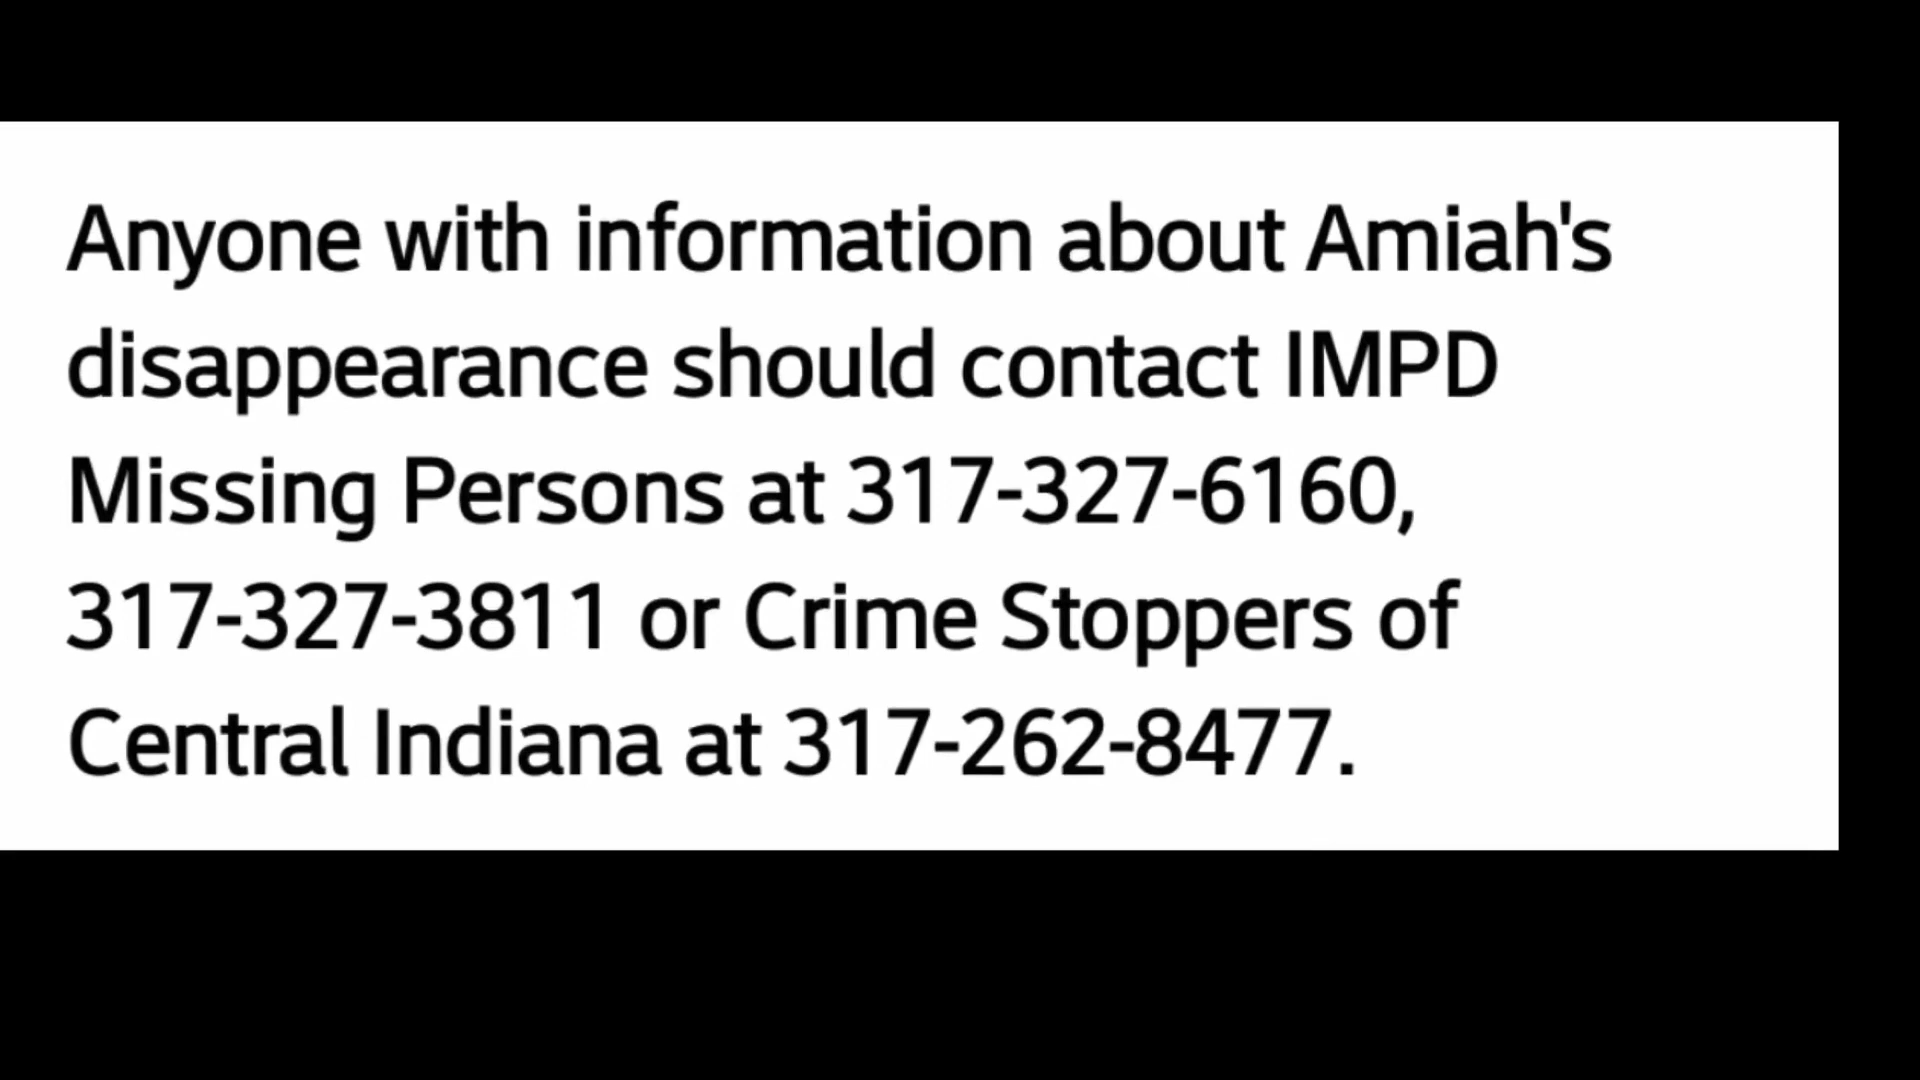 Anyone with information about Amiah's
disappearance should contact IMPD
Missing Persons at 317-327-6160,
317-327-3811 or Crime Stoppers of
Central Indiana at 317-262-8477.